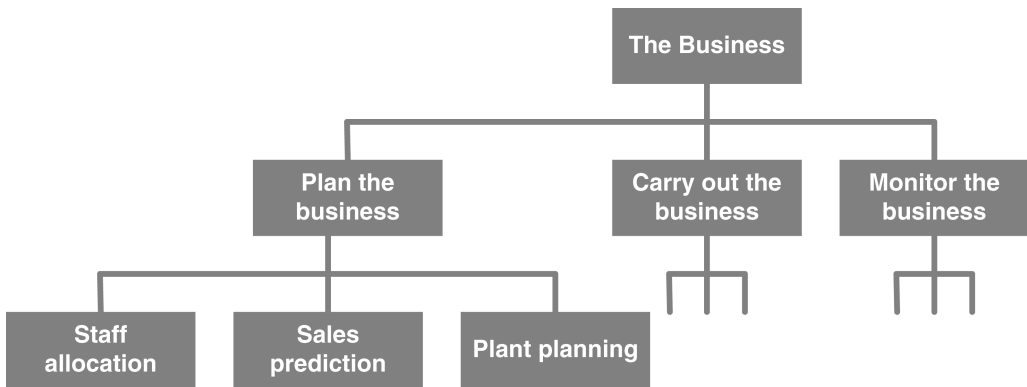 The Business
Plan the
business
Carry out the
business
Monitor the
business
Staff
allocation
Sales
prediction
Plant planning